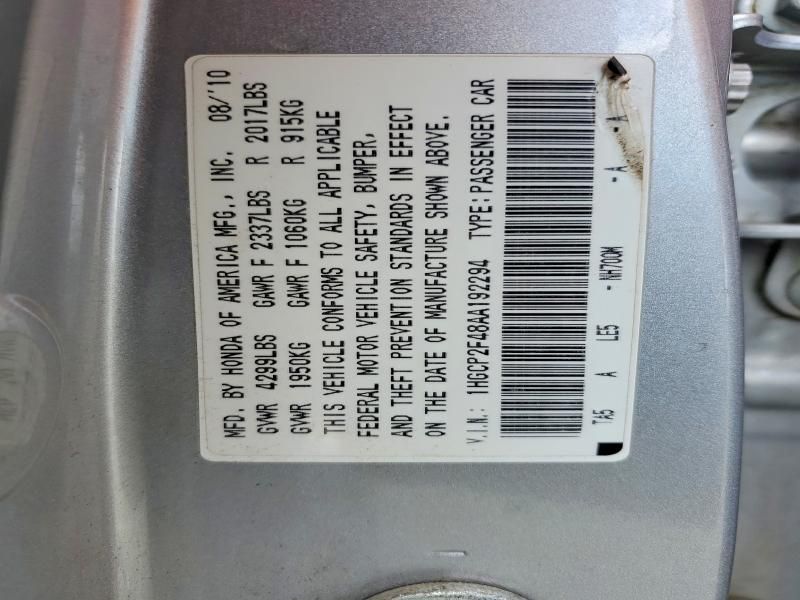 MFD. BY HONDA OF AMERICA MFG., INC. 08/'10
GVWR 4299LBS GAWR F 2337LBS R 2017LBS
GVWR 1950KG GAWR F 1060KG R 915KG
THIS VEHICLE CONFORMS TO ALL APPLICABLE
FEDERAL MOTOR VEHICLE SAFETY, BUMPER,
AND THEFT PREVENTION STANDARDS IN EFFECT
ON THE DATE OF MANUFACTURE SHOWN ABOVE.
V.I.N.: 1HGCP2F48AA192294 TYPE: PASSENGER CAR
TA5 A LE5 - NH700M - A - A